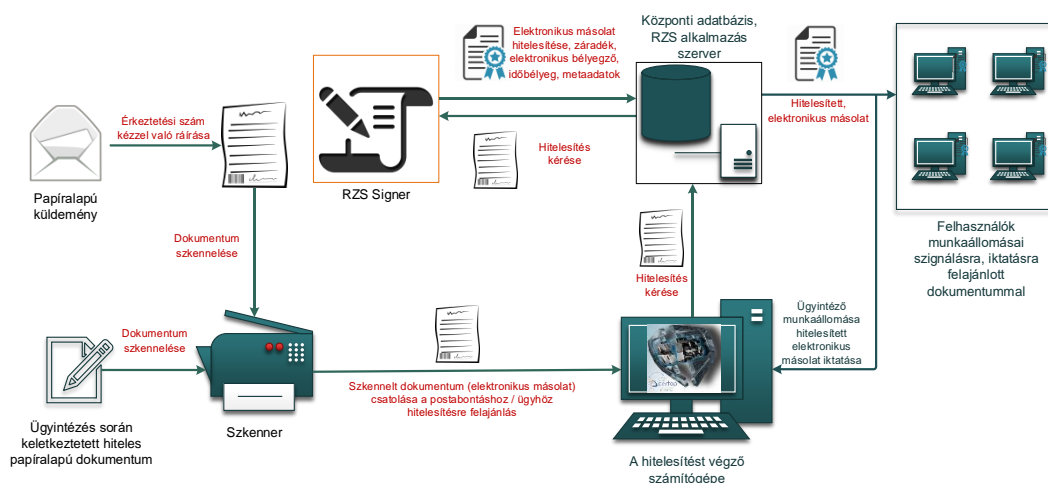 Elektronikus másolat
hitelesítése, záradék,
elektronikus bélyegző,
időbélyeg, metaadatok
Központi adatbázis,
RZS alkalmazás
szerver
Hitelesített,
elektronikus másolat
Érkeztetési szám
kézzel való ráírása
Hitelesítés
kérése
Papíralapú
küldemény
RZS Signer
Felhasználók
munkaállomásai
szignálásra, iktatásra
felajánlott
dokumentummal
Dokumentum
szkennelése
Hitelesítés
kérése
Ügyintéző
munkaállomása
hitelesített
elektronikus
másolat iktatása
Dokumentum
szkennelése
Szkennelt dokumentum (elektronikus másolat)
csatolása a postabontáshoz / ügyhöz
hitelesítésre felajánlás
Ügyintézés során
keletkeztetett hiteles
papíralapú dokumentum
Szkenner
A hitelesítést végző
számítógépe